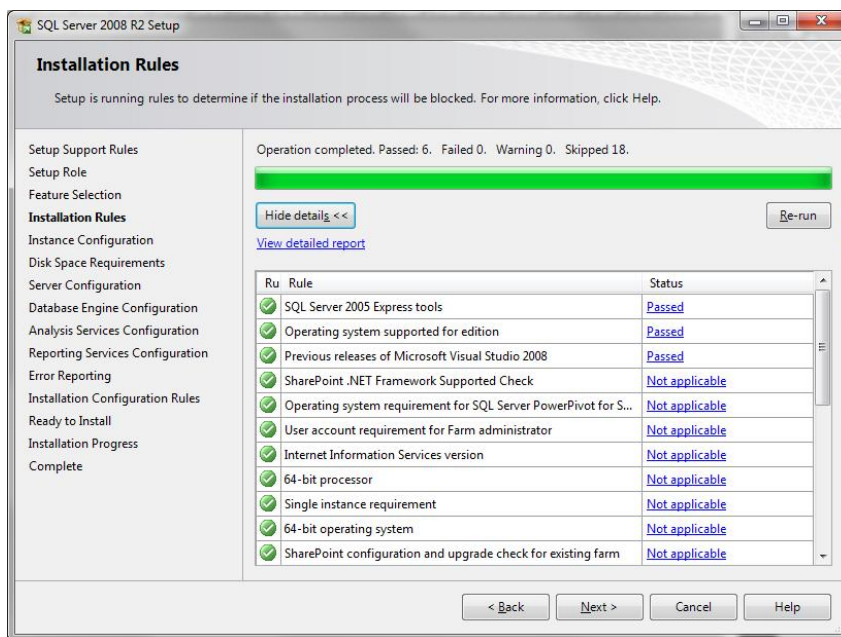 SQL Server 2008 R2 Setup
Installation Rules
Setup is running rules to determine if the installation process will be blocked. For more information, click Help.
Setup Support Rules
Setup Role
Feature Selection
Installation Rules
Instance Configuration
Disk Space Requirements
Server Configuration
Database Engine Configuration
Analysis Services Configuration
Reporting Services Configuration
Error Reporting
Installation Configuration Rules
Ready to Install
Installation Progress
Complete
Operation completed. Passed: 6. Failed 0. Warning 0. Skipped 18.
Hide details << Re-run
View detailed report
Ru Rule Status
SQL Server 2005 Express tools Passed
Operating system supported for edition Passed
Previous releases of Microsoft Visual Studio 2008 Passed
SharePoint .NET Framework Supported Check Not applicable
Operating system requirement for SQL Server PowerPivot for S... Not applicable
User account requirement for Farm administrator Not applicable
Internet Information Services version Not applicable
64-bit processor Not applicable
Single instance requirement Not applicable
64-bit operating system Not applicable
SharePoint configuration and upgrade check for existing farm Not applicable
< Back Next > Cancel Help